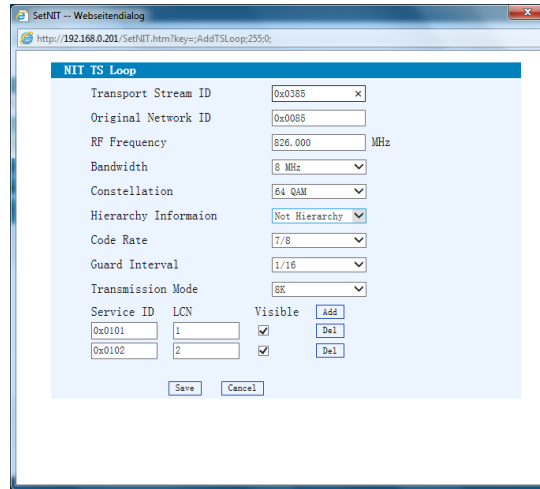 SetNIT -- Webseitendialog
http://192.168.0.201/SetNIT.htm?key=;AddTSLoop;255;0;
NIT TS Loop
Transport Stream ID 0x0385
Original Network ID 0x0085
RF Frequency 826.000 MHz
Bandwidth 8 MHz
Constellation 64 QAM
Hierarchy Informaion Not Hierarchy
Code Rate 7/8
Guard Interval 1/16
Transmission Mode 8K
Service ID LCN Visible Add
0x0101 1 Del
0x0102 2 Del
Save Cancel